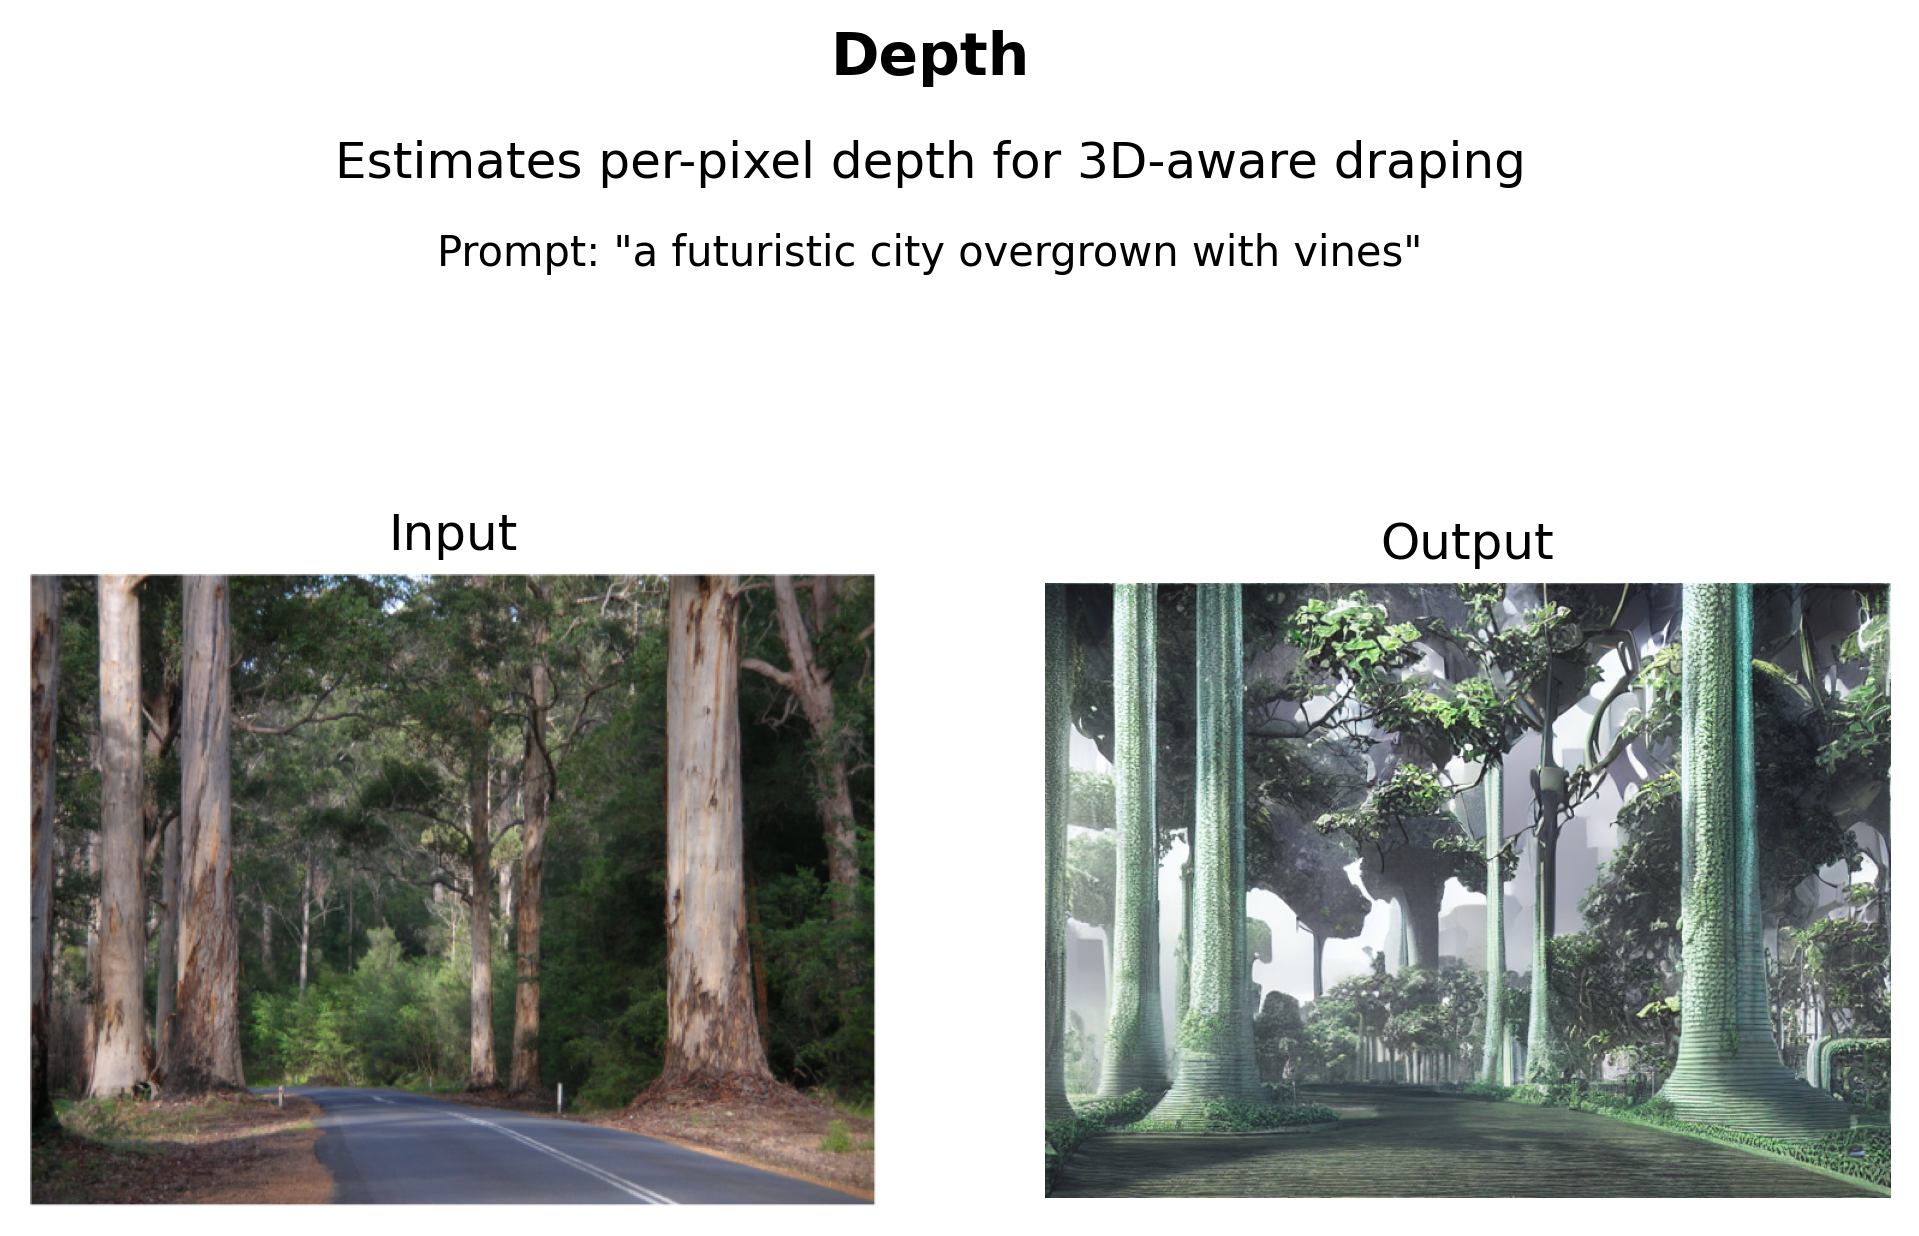 Depth
Estimates per-pixel depth for 3D-aware draping
Prompt: "a futuristic city overgrown with vines"
Input
Output